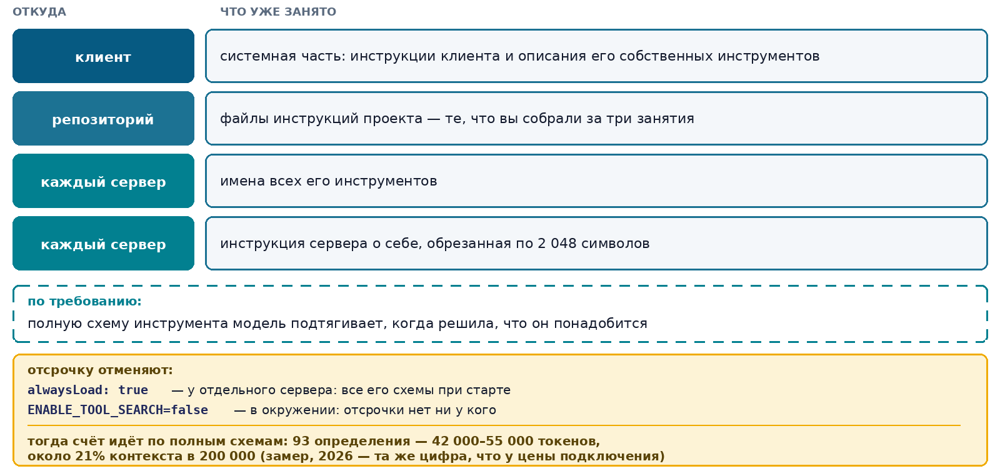 ОТКУДА ЧТО УЖЕ ЗАНЯТО
клиент системная часть: инструкции клиента и описания его собственных инструментов
репозиторий файлы инструкций проекта — те, что вы собрали за три занятия
каждый сервер имена всех его инструментов
каждый сервер инструкция сервера о себе, обрезанная по 2 048 символов
по требованию:
полную схему инструмента модель подтягивает, когда решила, что он понадобится
отсрочку отменяют:
alwaysLoad: true — у отдельного сервера: все его схемы при старте
ENABLE_TOOL_SEARCH=false — в окружении: отсрочки нет ни у кого
тогда счёт идёт по полным схемам: 93 определения — 42 000–55 000 токенов,
около 21% контекста в 200 000 (замер, 2026 — та же цифра, что у цены подключения)